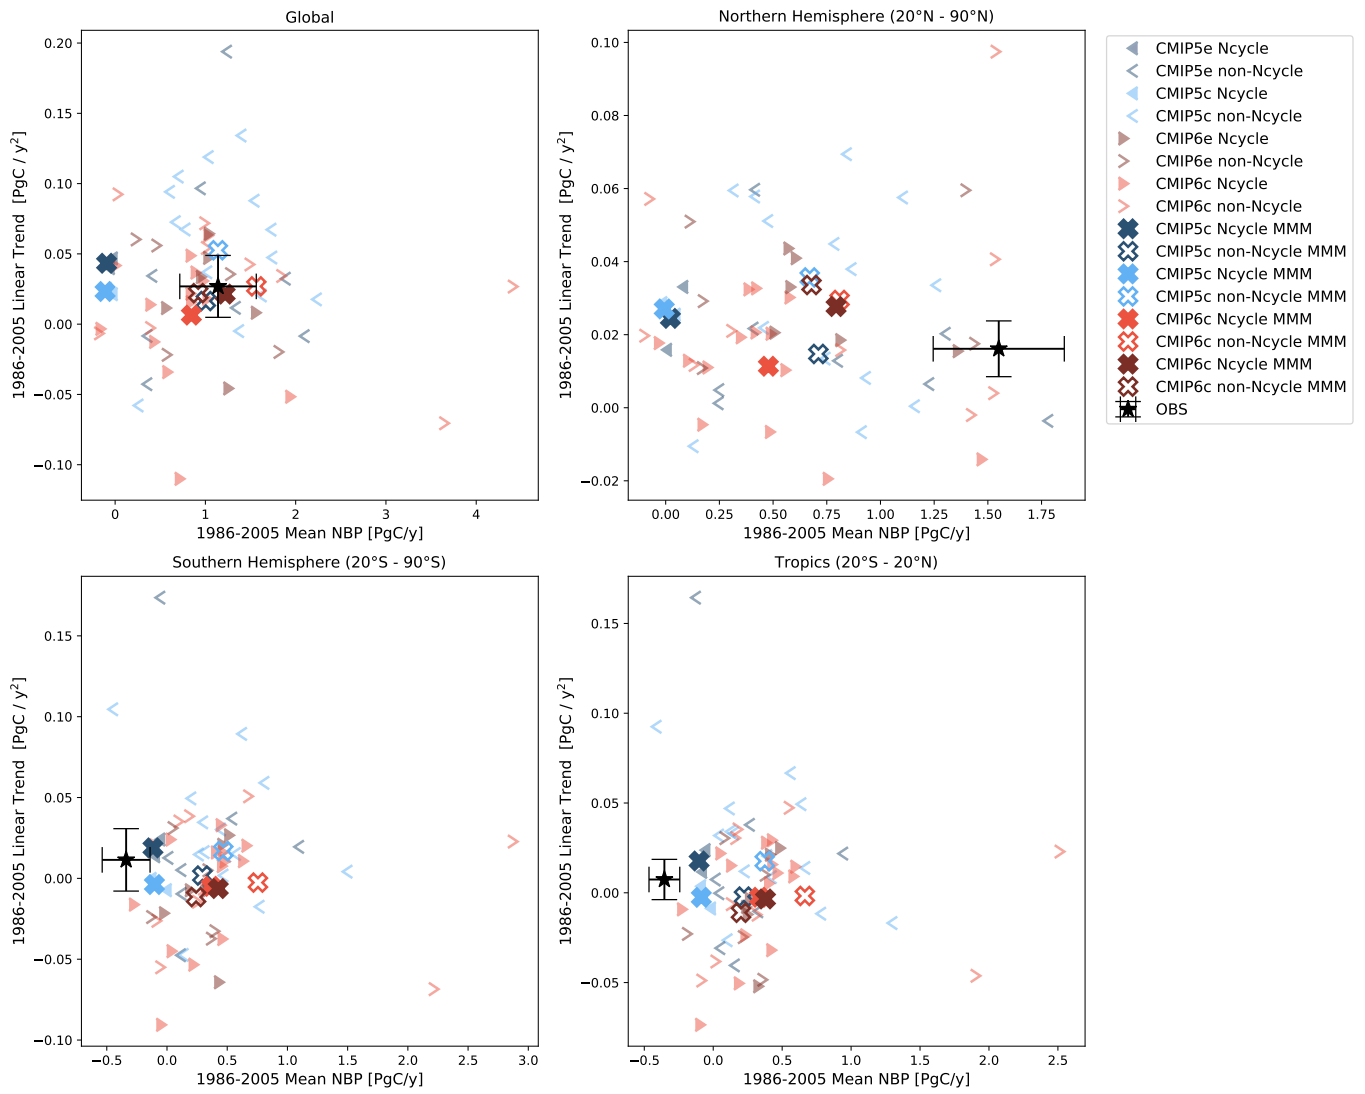 Global
0.20
0.15
0.10
0.05
0.00
−0.05
−0.10
1986-2005 Linear Trend [PgC / y²]
0
1
2
3
4
1986-2005 Mean NBP [PgC/y]
Northern Hemisphere (20°N - 90°N)
0.10
0.08
0.06
0.04
0.02
0.00
−0.02
1986-2005 Linear Trend [PgC / y²]
0.00
0.25
0.50
0.75
1.00
1.25
1.50
1.75
1986-2005 Mean NBP [PgC/y]
CMIP5e Ncycle
CMIP5e non-Ncycle
CMIP5c Ncycle
CMIP5c non-Ncycle
CMIP6e Ncycle
CMIP6e non-Ncycle
CMIP6c Ncycle
CMIP6c non-Ncycle
CMIP5c Ncycle MMM
CMIP5c non-Ncycle MMM
CMIP5c Ncycle MMM
CMIP5c non-Ncycle MMM
CMIP6c Ncycle MMM
CMIP6c non-Ncycle MMM
CMIP6c Ncycle MMM
CMIP6c non-Ncycle MMM
OBS
Southern Hemisphere (20°S - 90°S)
0.15
0.10
0.05
0.00
−0.05
−0.10
1986-2005 Linear Trend [PgC / y²]
−0.5
0.0
0.5
1.0
1.5
2.0
2.5
3.0
1986-2005 Mean NBP [PgC/y]
Tropics (20°S - 20°N)
0.15
0.10
0.05
0.00
−0.05
1986-2005 Linear Trend [PgC / y²]
−0.5
0.0
0.5
1.0
1.5
2.0
2.5
1986-2005 Mean NBP [PgC/y]